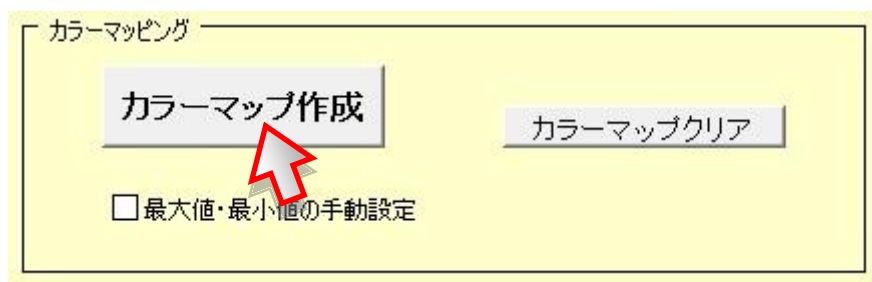 カラーマッピング
カラーマップ作成
カラーマップクリア
最大値・最小値の手動設定